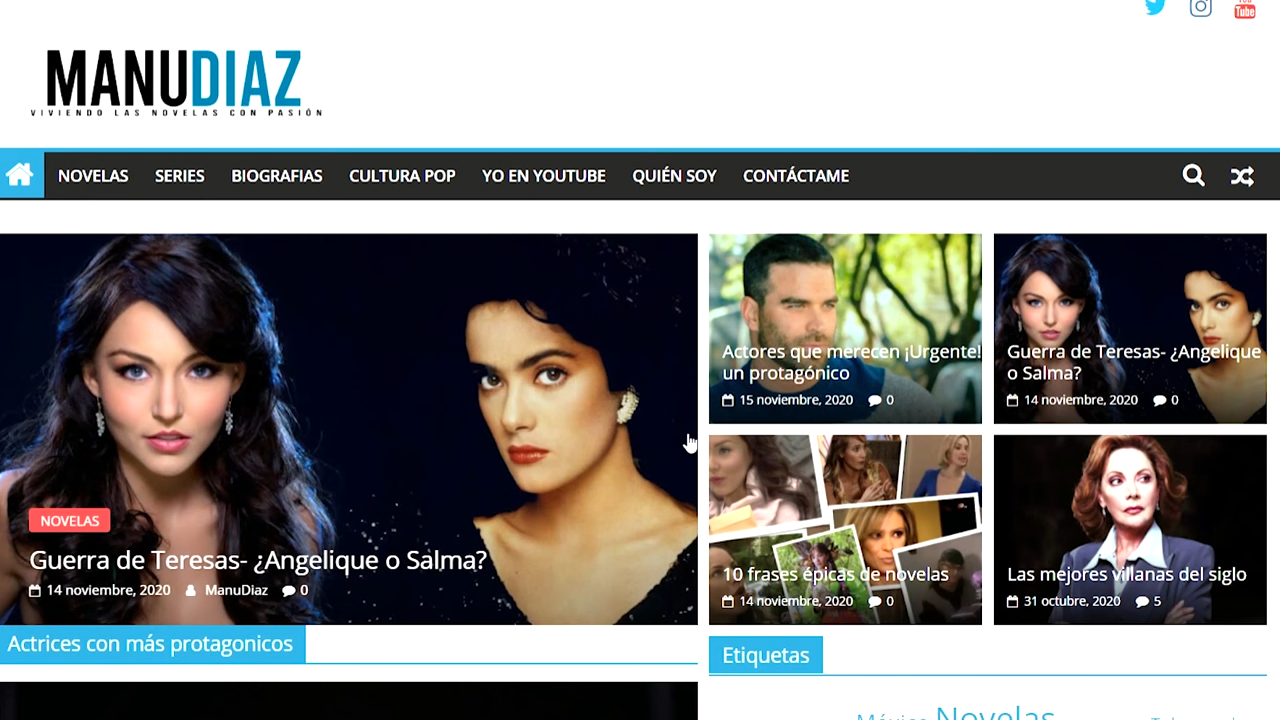 You
Tube
MANUDIAZ
VIVIENDO LAS NOVELAS CON PASIÓN
NOVELAS SERIES BIOGRAFIAS CULTURA POP YO EN YOUTUBE QUIÉN SOY CONTÁCTAME
NOVELAS
Guerra de Teresas- ¿Angelique o Salma?
14 noviembre, 2020 ManuDiaz 0
Actores que merecen ¡Urgente!
un protagónico
15 noviembre, 2020 0
Guerra de Teresas- ¿Angelique
o Salma?
14 noviembre, 2020 0
10 frases épicas de novelas
14 noviembre, 2020 0
Las mejores villanas del siglo
31 octubre, 2020 5
Actrices con más protagonicos
Etiquetas
México Novelas